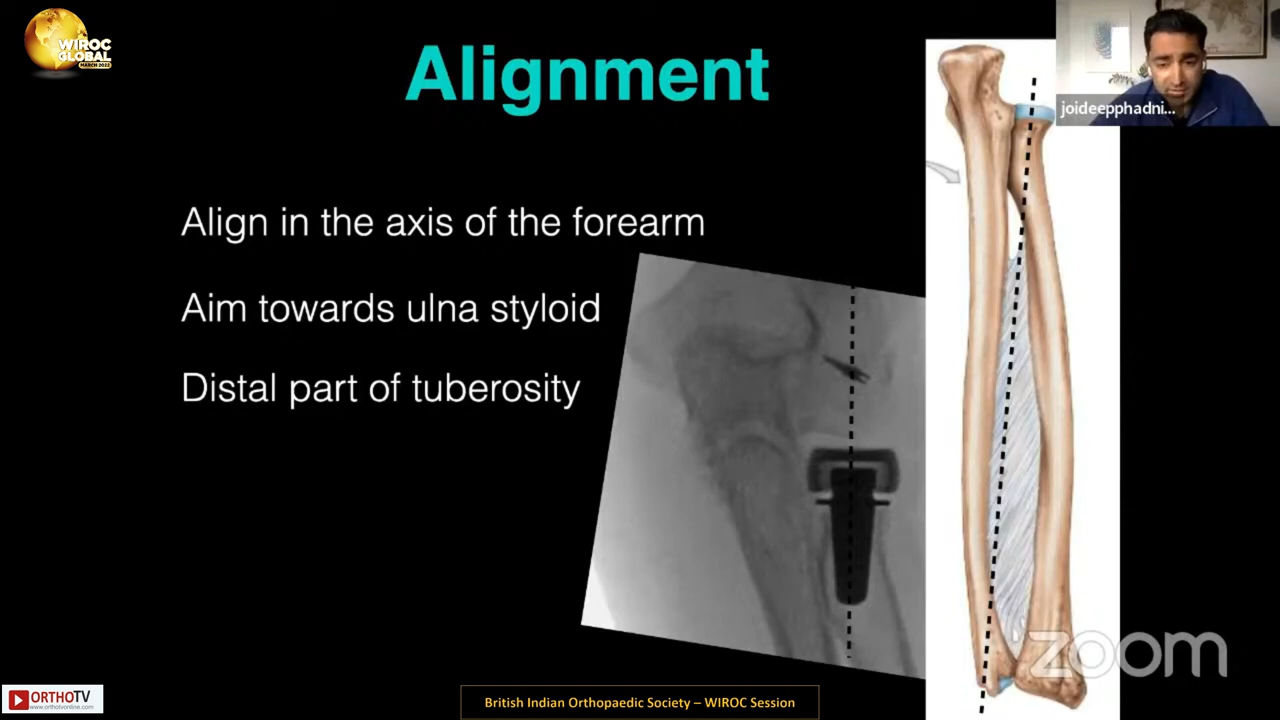 WIROC
GLOBAL
MARCH 2022
Alignment
joideepphadni...
Align in the axis of the forearm
Aim towards ulna styloid
Distal part of tuberosity
zoom
ORTHOTV
www.orthotvonline.com
British Indian Orthopaedic Society – WIROC Session